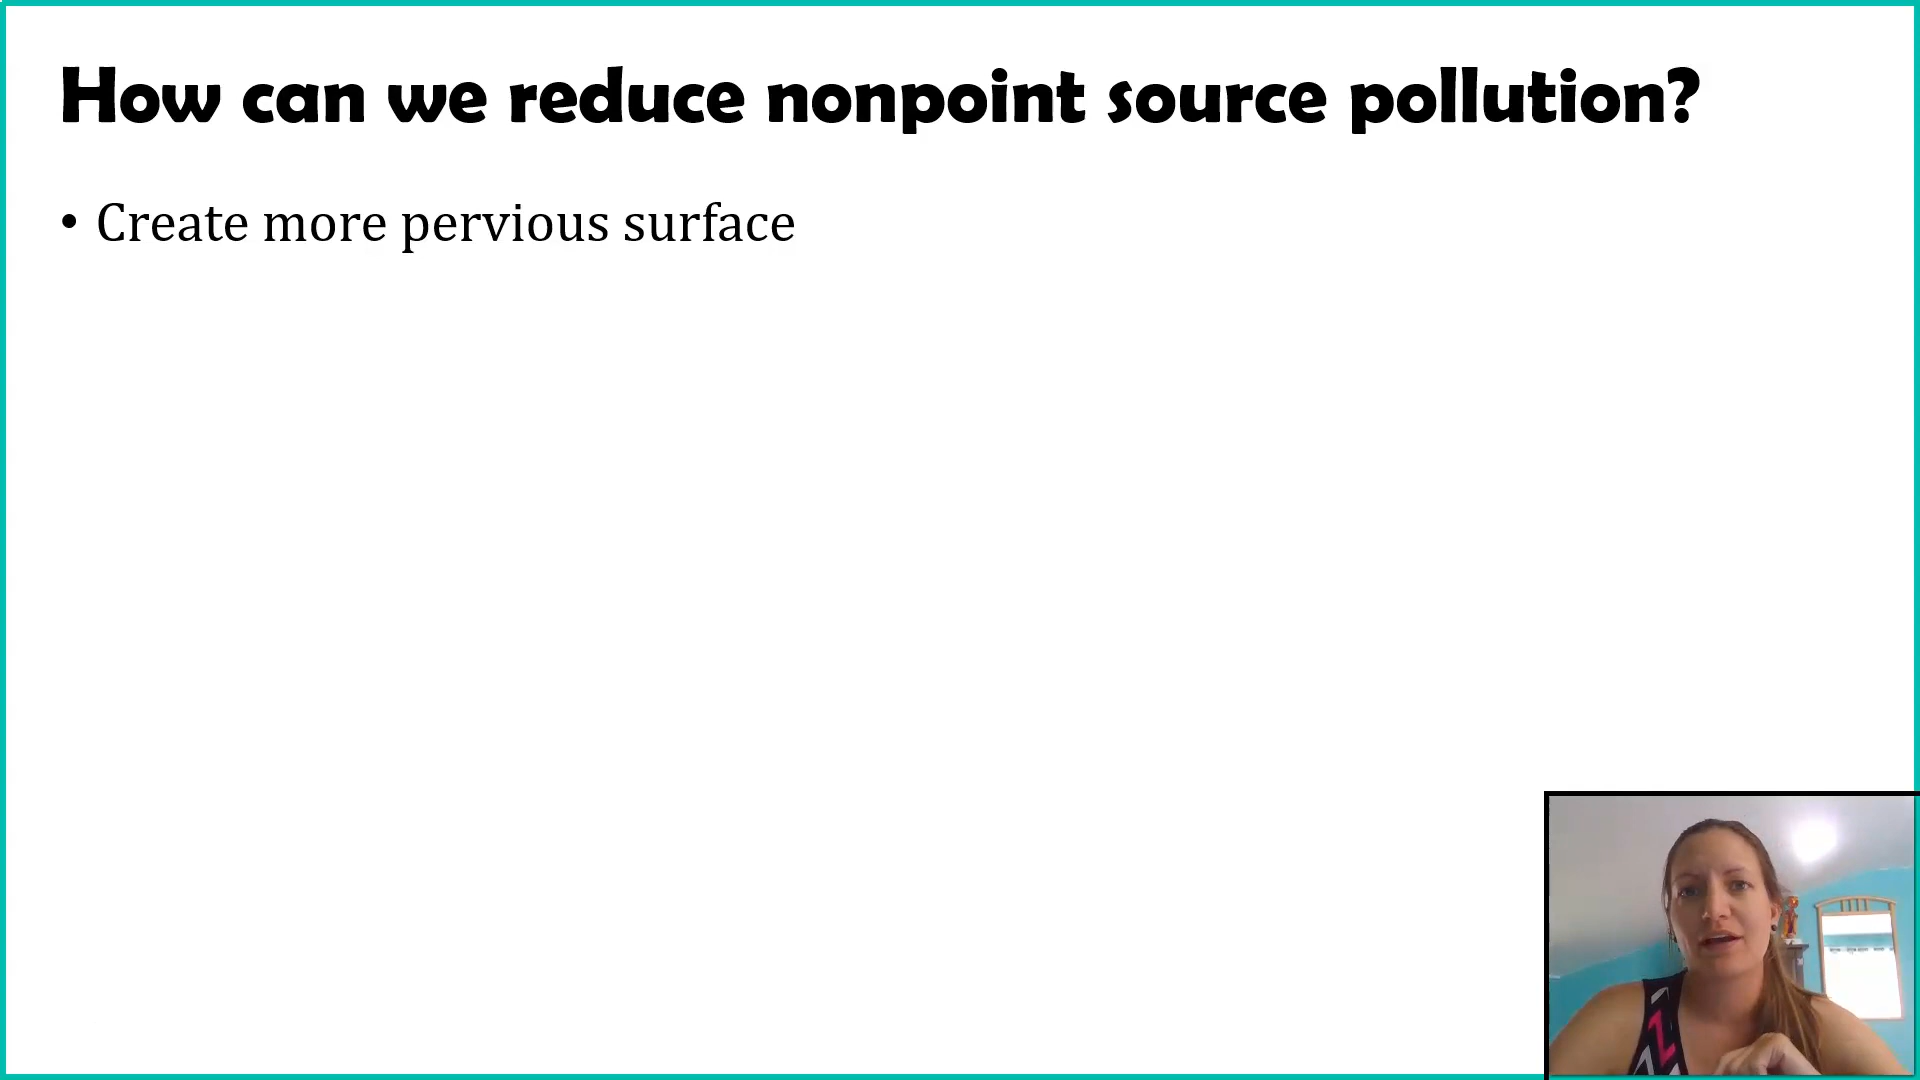 How can we reduce nonpoint source pollution?
• Create more pervious surface